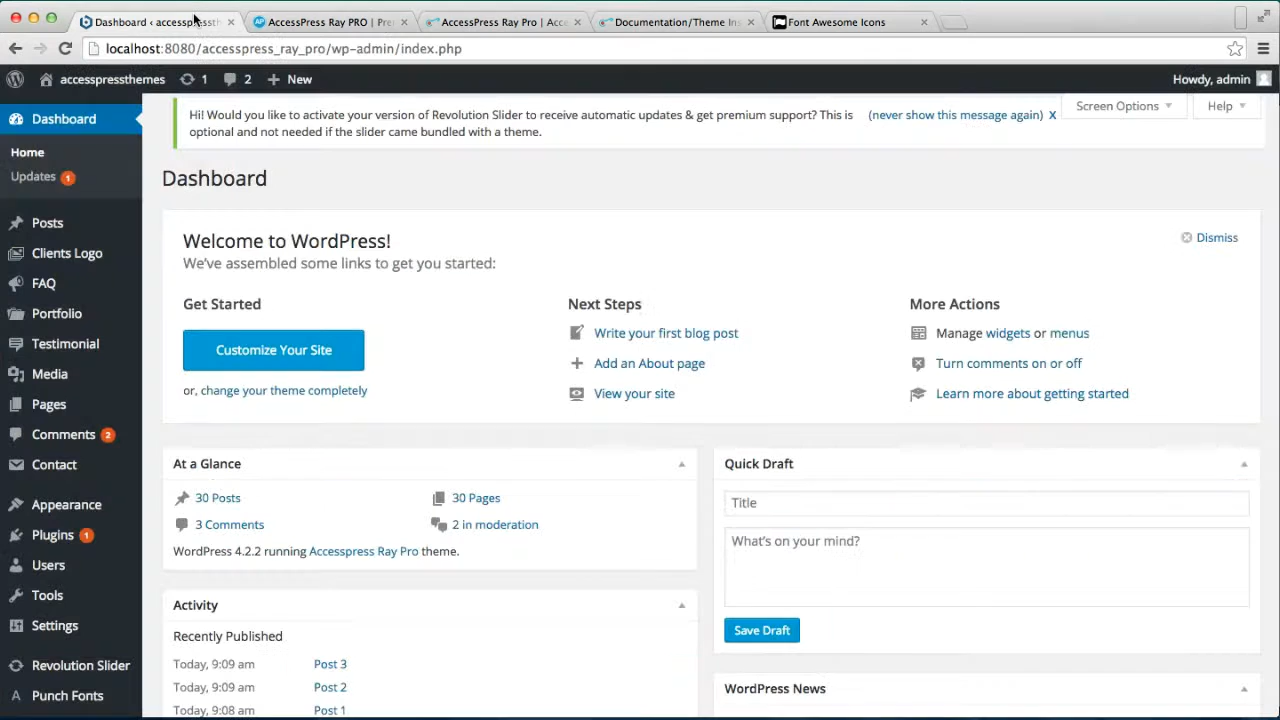 Dashboard ‹ accesspressth
AccessPress Ray PRO | Pre
AccessPress Ray Pro | Acce
Documentation/Theme In
Font Awesome Icons
localhost:8080/accesspress_ray_pro/wp-admin/index.php
accesspressthemes
1
2
New
Howdy, admin
Screen Options
Help
Hi! Would you like to activate your version of Revolution Slider to receive automatic updates & get premium support? This is
optional and not needed if the slider came bundled with a theme.
(never show this message again) X
Dashboard
Home
Updates 1
Posts
Clients Logo
FAQ
Portfolio
Testimonial
Media
Pages
Comments 2
Contact
Appearance
Plugins 1
Users
Tools
Settings
Revolution Slider
Punch Fonts
Dashboard
Welcome to WordPress!
We've assembled some links to get you started:
Dismiss
Get Started
Customize Your Site
or, change your theme completely
Next Steps
Write your first blog post
Add an About page
View your site
More Actions
Manage widgets or menus
Turn comments on or off
Learn more about getting started
At a Glance
30 Posts
30 Pages
3 Comments
2 in moderation
WordPress 4.2.2 running Accesspress Ray Pro theme.
Activity
Recently Published
Today, 9:09 am Post 3
Today, 9:09 am Post 2
Today, 9:08 am Post 1
Quick Draft
Title
What's on your mind?
Save Draft
WordPress News